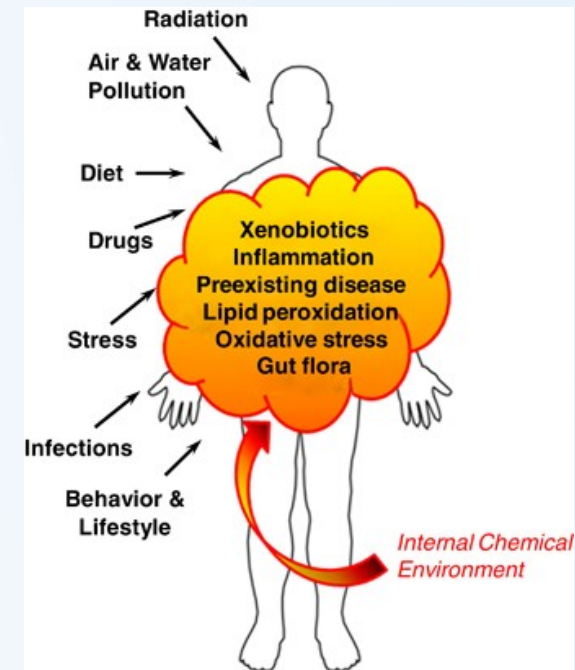 Radiation
Air & Water
Pollution
Diet
Drugs
Stress
Infections
Behavior &
Lifestyle
Xenobiotics
Inflammation
Preexisting disease
Lipid peroxidation
Oxidative stress
Gut flora
Internal Chemical
Environment